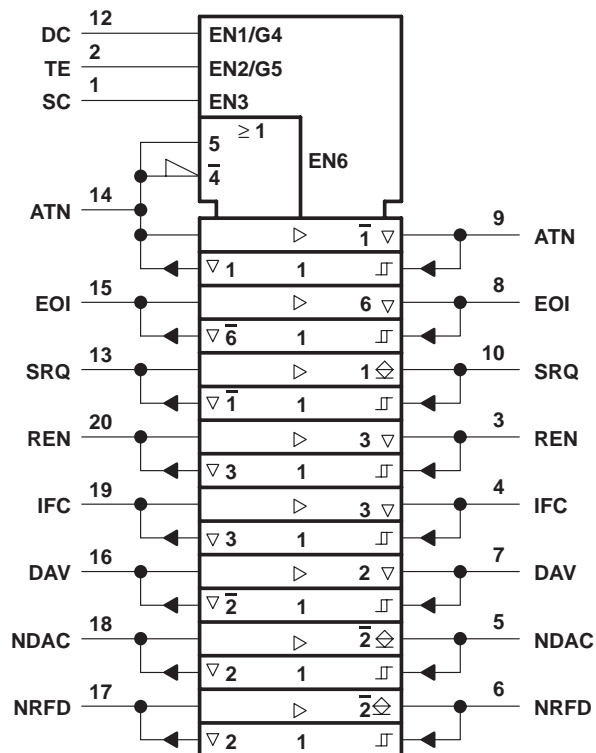 12
DC EN1/G4
2
TE EN2/G5
1
SC EN3
≥ 1
5
EN6
4̅
14
ATN 1̅ ▽ 9 ATN
▽ 1 1
15
EOI 6 ▽ 8 EOI
▽ 6̅ 1
13
SRQ 1 10 SRQ
▽ 1̅ 1
20
REN 3 ▽ 3 REN
▽ 3 1
19
IFC 3 ▽ 4 IFC
▽ 3 1
16
DAV 2 ▽ 7 DAV
▽ 2̅ 1
18
NDAC 2̅ 5 NDAC
▽ 2 1
17
NRFD 2̅ 6 NRFD
▽ 2 1